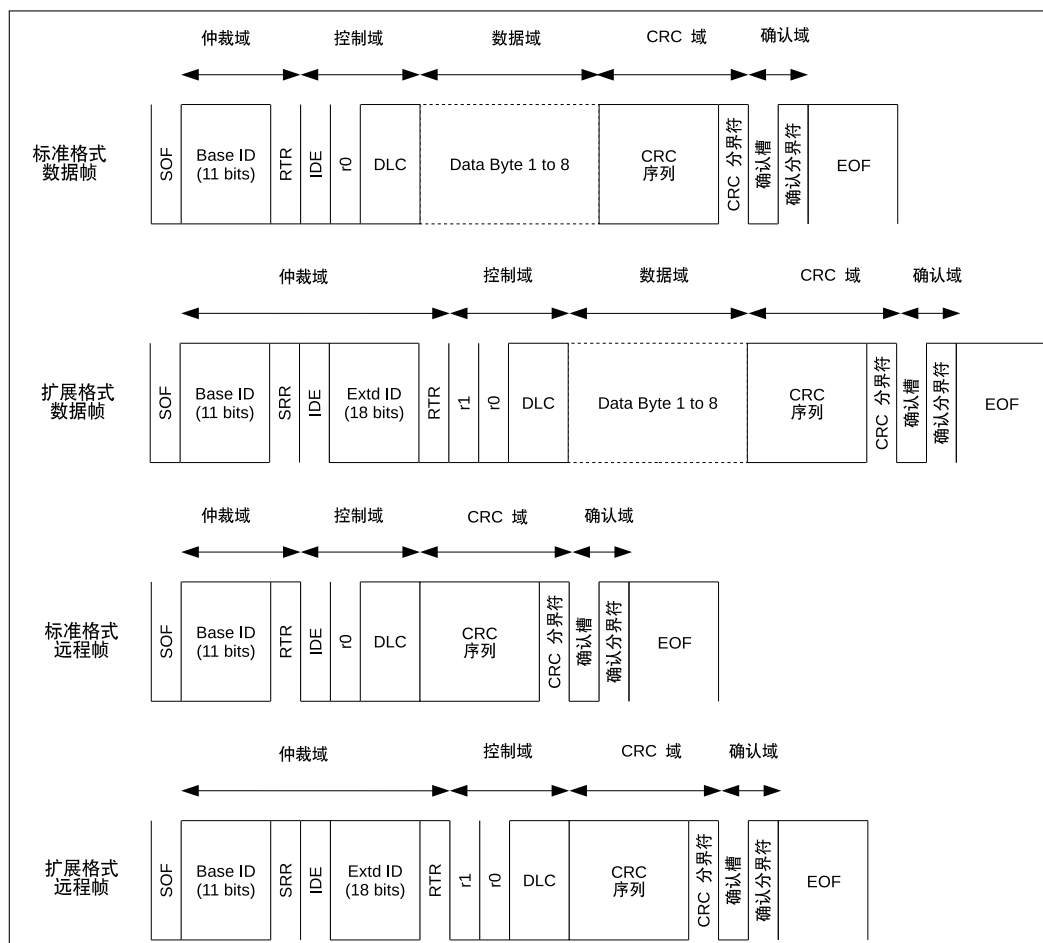 仲裁域 控制域 数据域 CRC 域 确认域
标准格式
数据帧
SOF
Base ID
(11 bits)
RTR
IDE
r0
DLC
Data Byte 1 to 8
CRC
序列
CRC 分界符
确认槽
确认分界符
EOF
仲裁域 控制域 数据域 CRC 域 确认域
扩展格式
数据帧
SOF
Base ID
(11 bits)
SRR
IDE
Extd ID
(18 bits)
RTR
r1
r0
DLC
Data Byte 1 to 8
CRC
序列
CRC 分界符
确认槽
确认分界符
EOF
仲裁域 控制域 CRC 域 确认域
标准格式
远程帧
SOF
Base ID
(11 bits)
RTR
IDE
r0
DLC
CRC
序列
CRC 分界符
确认槽
确认分界符
EOF
仲裁域 控制域 CRC 域 确认域
扩展格式
远程帧
SOF
Base ID
(11 bits)
SRR
IDE
Extd ID
(18 bits)
RTR
r1
r0
DLC
CRC
序列
CRC 分界符
确认槽
确认分界符
EOF